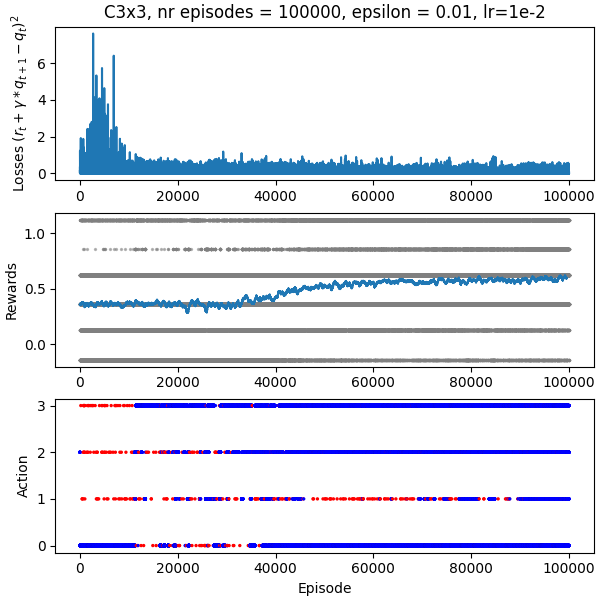 C3x3, nr episodes = 100000, epsilon = 0.01, lr=1e-2
Losses $(r_t + \gamma * q_{t+1} - q_t)^2$
6
4
2
0
0 20000 40000 60000 80000 100000
Rewards
1.0
0.5
0.0
0 20000 40000 60000 80000 100000
Action
3
2
1
0
0 20000 40000 60000 80000 100000
Episode